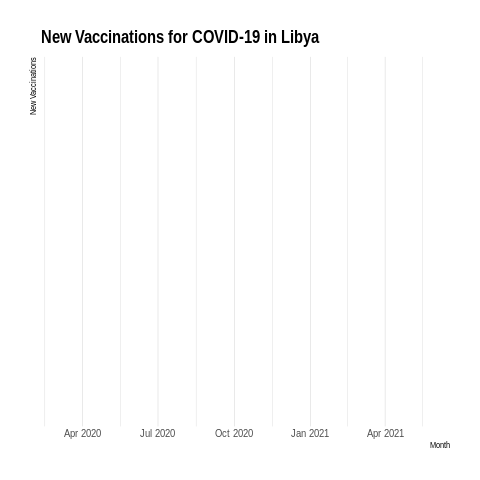 New Vaccinations for COVID-19 in Libya
New Vaccinations
Apr 2020 Jul 2020 Oct 2020 Jan 2021 Apr 2021
Month